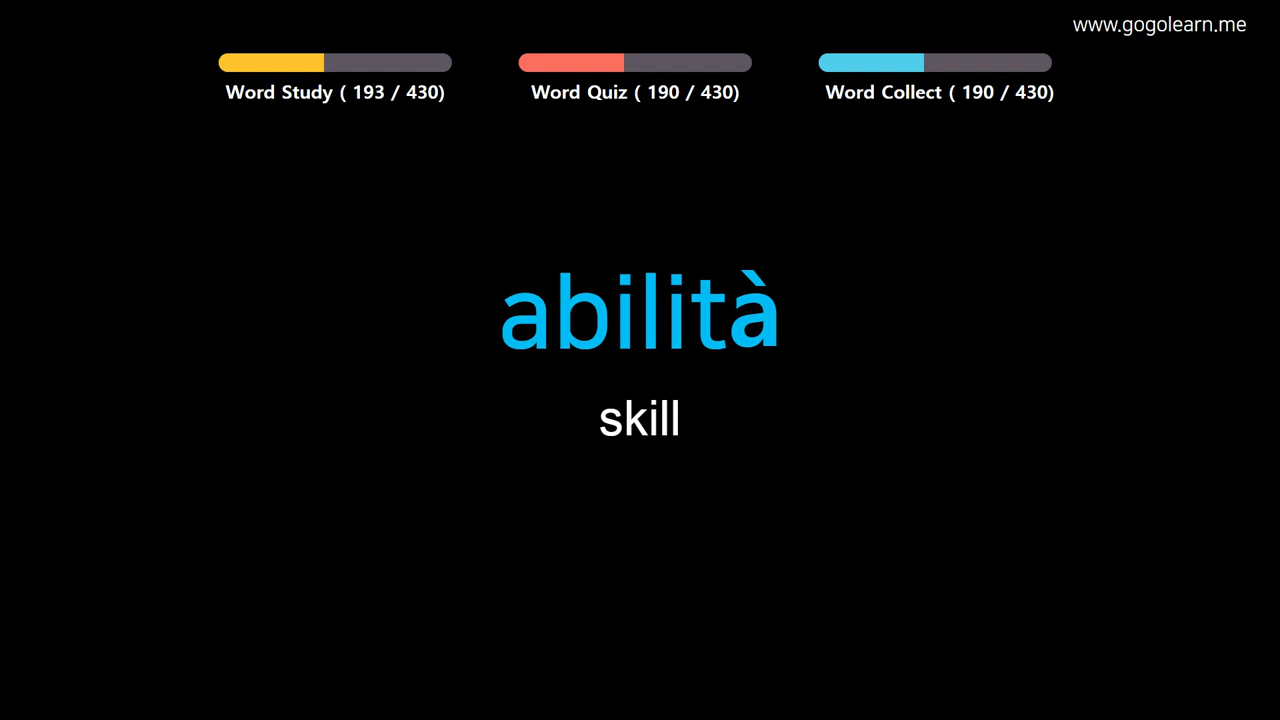 www.gogolearn.me
Word Study ( 193 / 430)
Word Quiz ( 190 / 430)
Word Collect ( 190 / 430)
abilità
skill